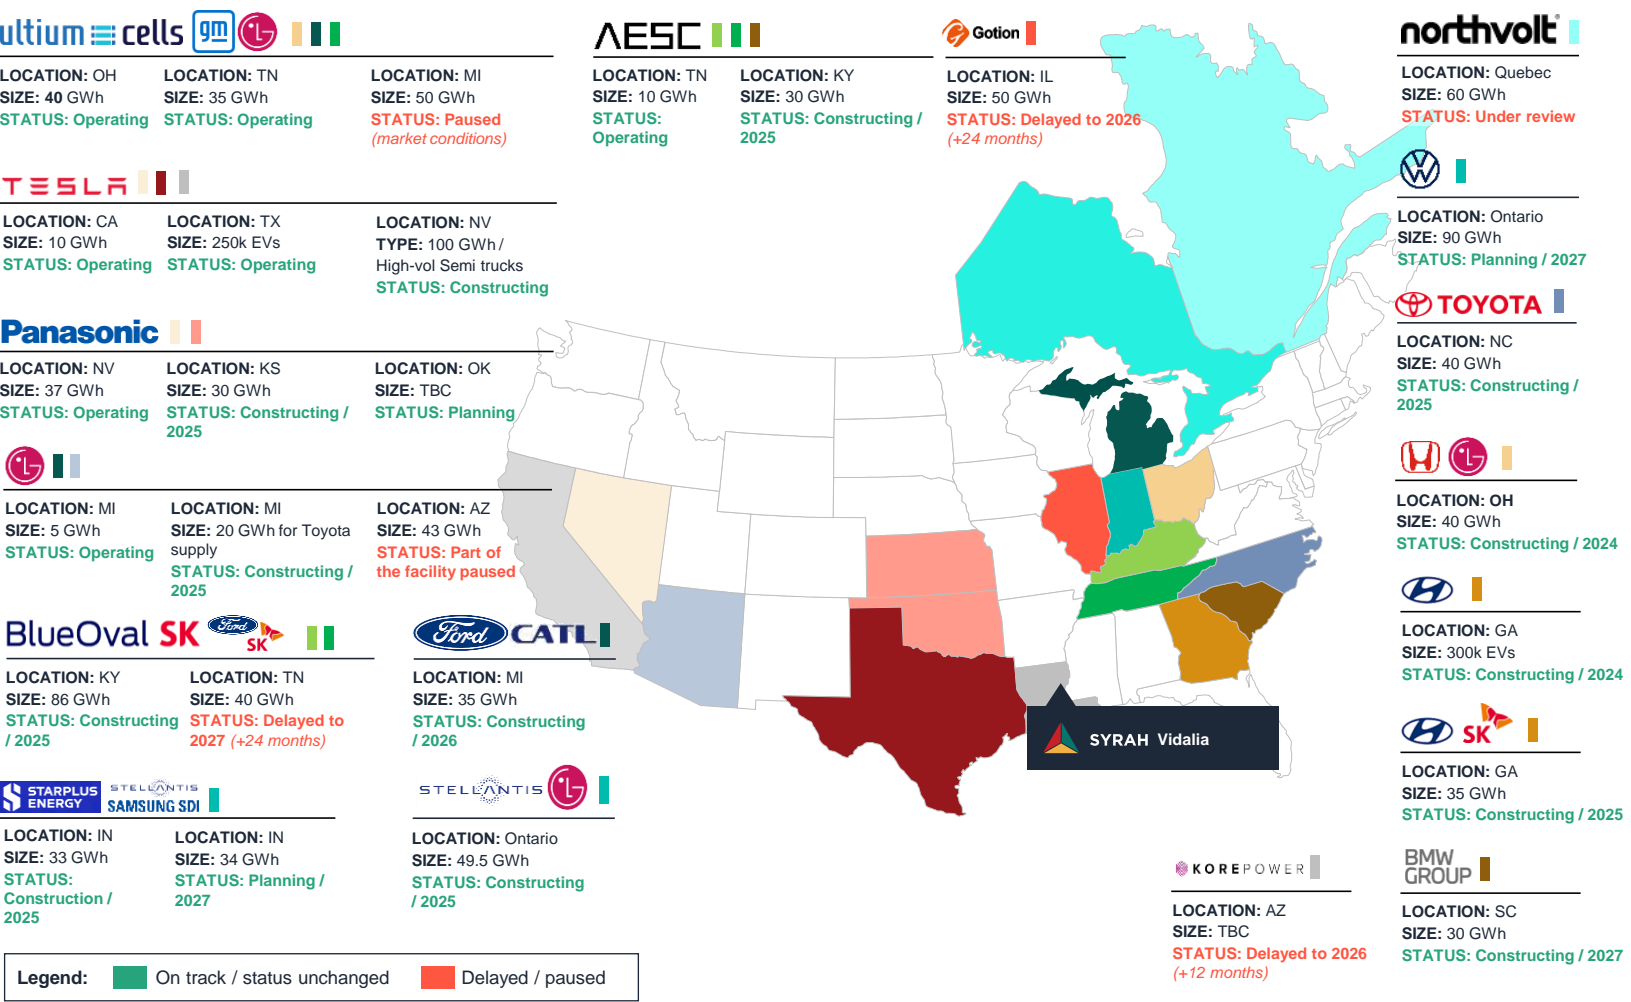 ultium cells gm LG
LOCATION: OH
SIZE: 40 GWh
STATUS: Operating
LOCATION: TN
SIZE: 35 GWh
STATUS: Operating
LOCATION: MI
SIZE: 50 GWh
STATUS: Paused
(market conditions)
AESC
LOCATION: TN
SIZE: 10 GWh
STATUS:
Operating
LOCATION: KY
SIZE: 30 GWh
STATUS: Constructing /
2025
Gotion
LOCATION: IL
SIZE: 50 GWh
STATUS: Delayed to 2026
(+24 months)
northvolt
LOCATION: Quebec
SIZE: 60 GWh
STATUS: Under review
TESLA
LOCATION: CA
SIZE: 10 GWh
STATUS: Operating
LOCATION: TX
SIZE: 250k EVs
STATUS: Operating
LOCATION: NV
TYPE: 100 GWh /
High-vol Semi trucks
STATUS: Constructing
VW
LOCATION: Ontario
SIZE: 90 GWh
STATUS: Planning / 2027
Panasonic
LOCATION: NV
SIZE: 37 GWh
STATUS: Operating
LOCATION: KS
SIZE: 30 GWh
STATUS: Constructing /
2025
LOCATION: OK
SIZE: TBC
STATUS: Planning
TOYOTA
LOCATION: NC
SIZE: 40 GWh
STATUS: Constructing /
2025
LG
LOCATION: MI
SIZE: 5 GWh
STATUS: Operating
LOCATION: MI
SIZE: 20 GWh for Toyota
supply
STATUS: Constructing /
2025
LOCATION: AZ
SIZE: 43 GWh
STATUS: Part of
the facility paused
LG
LOCATION: OH
SIZE: 40 GWh
STATUS: Constructing / 2024
BlueOval SK Ford SK
LOCATION: KY
SIZE: 86 GWh
STATUS: Constructing
/ 2025
LOCATION: TN
SIZE: 40 GWh
STATUS: Delayed to
2027 (+24 months)
Ford CATL
LOCATION: MI
SIZE: 35 GWh
STATUS: Constructing
/ 2026
LOCATION: GA
SIZE: 300k EVs
STATUS: Constructing / 2024
SYRAH Vidalia
SK
LOCATION: GA
SIZE: 35 GWh
STATUS: Constructing / 2025
STARPLUS
ENERGY
STELLANTIS
SAMSUNG SDI
LOCATION: IN
SIZE: 33 GWh
STATUS:
Construction /
2025
LOCATION: IN
SIZE: 34 GWh
STATUS: Planning /
2027
STELLANTIS LG
LOCATION: Ontario
SIZE: 49.5 GWh
STATUS: Constructing
/ 2025
KOREPOWER
LOCATION: AZ
SIZE: TBC
STATUS: Delayed to 2026
(+12 months)
BMW
GROUP
LOCATION: SC
SIZE: 30 GWh
STATUS: Constructing / 2027
Legend: On track / status unchanged Delayed / paused